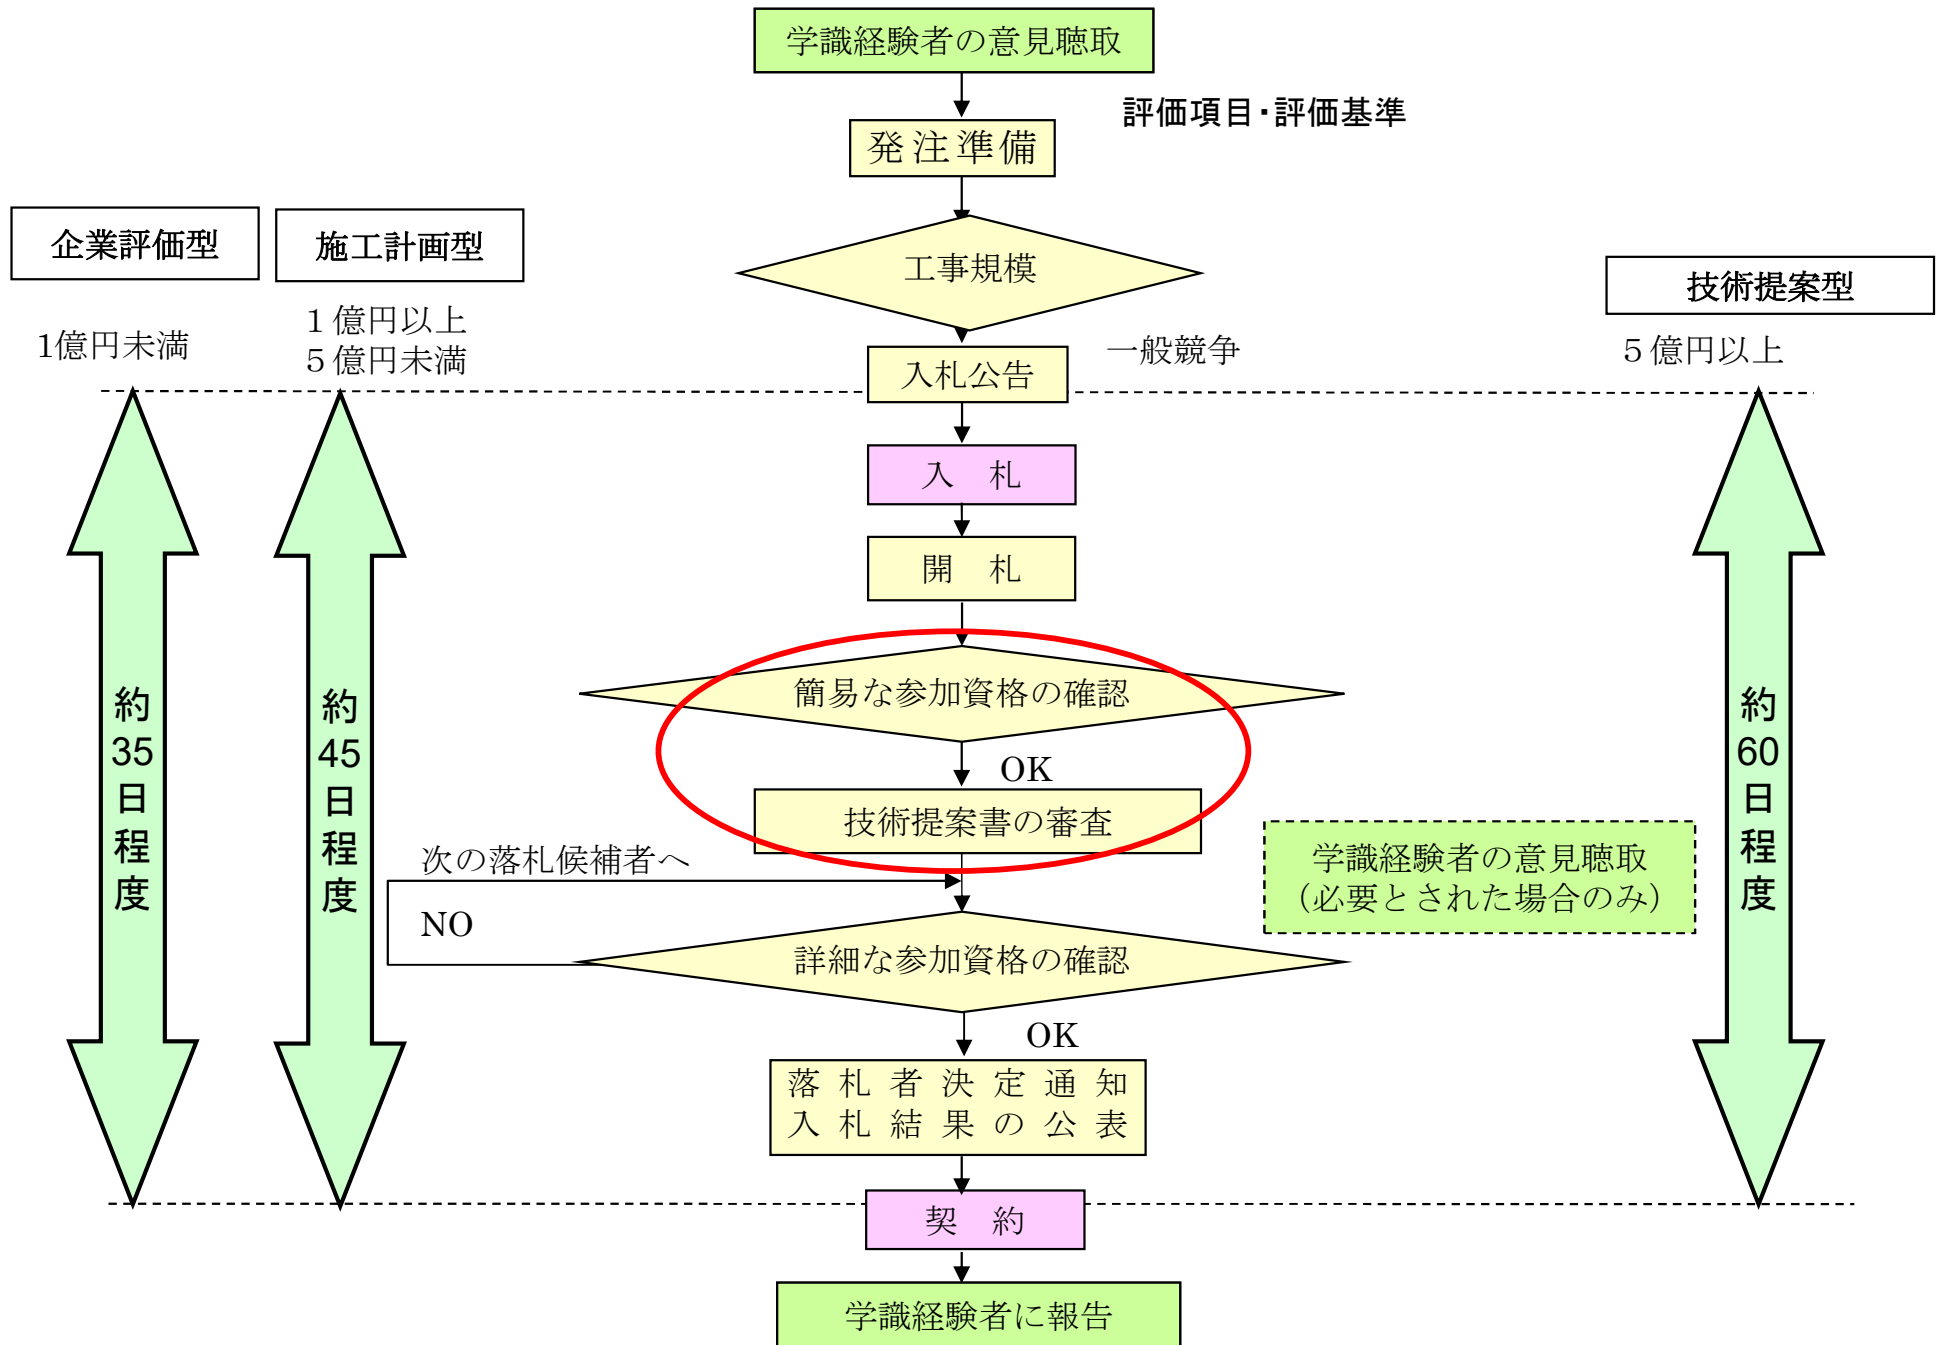 学識経験者の意見聴取
評価項目･評価基準
発注準備
企業評価型
施工計画型
工事規模
技術提案型
1億円未満
１億円以上
５億円未満
一般競争
５億円以上
入札公告
入　札
開　札
簡易な参加資格の確認
OK
技術提案書の審査
約
35
日
程
度
約
45
日
程
度
約
60
日
程
度
次の落札候補者へ
NO
学識経験者の意見聴取
（必要とされた場合のみ）
詳細な参加資格の確認
OK
落札者決定通知
入札結果の公表
契　約
学識経験者に報告